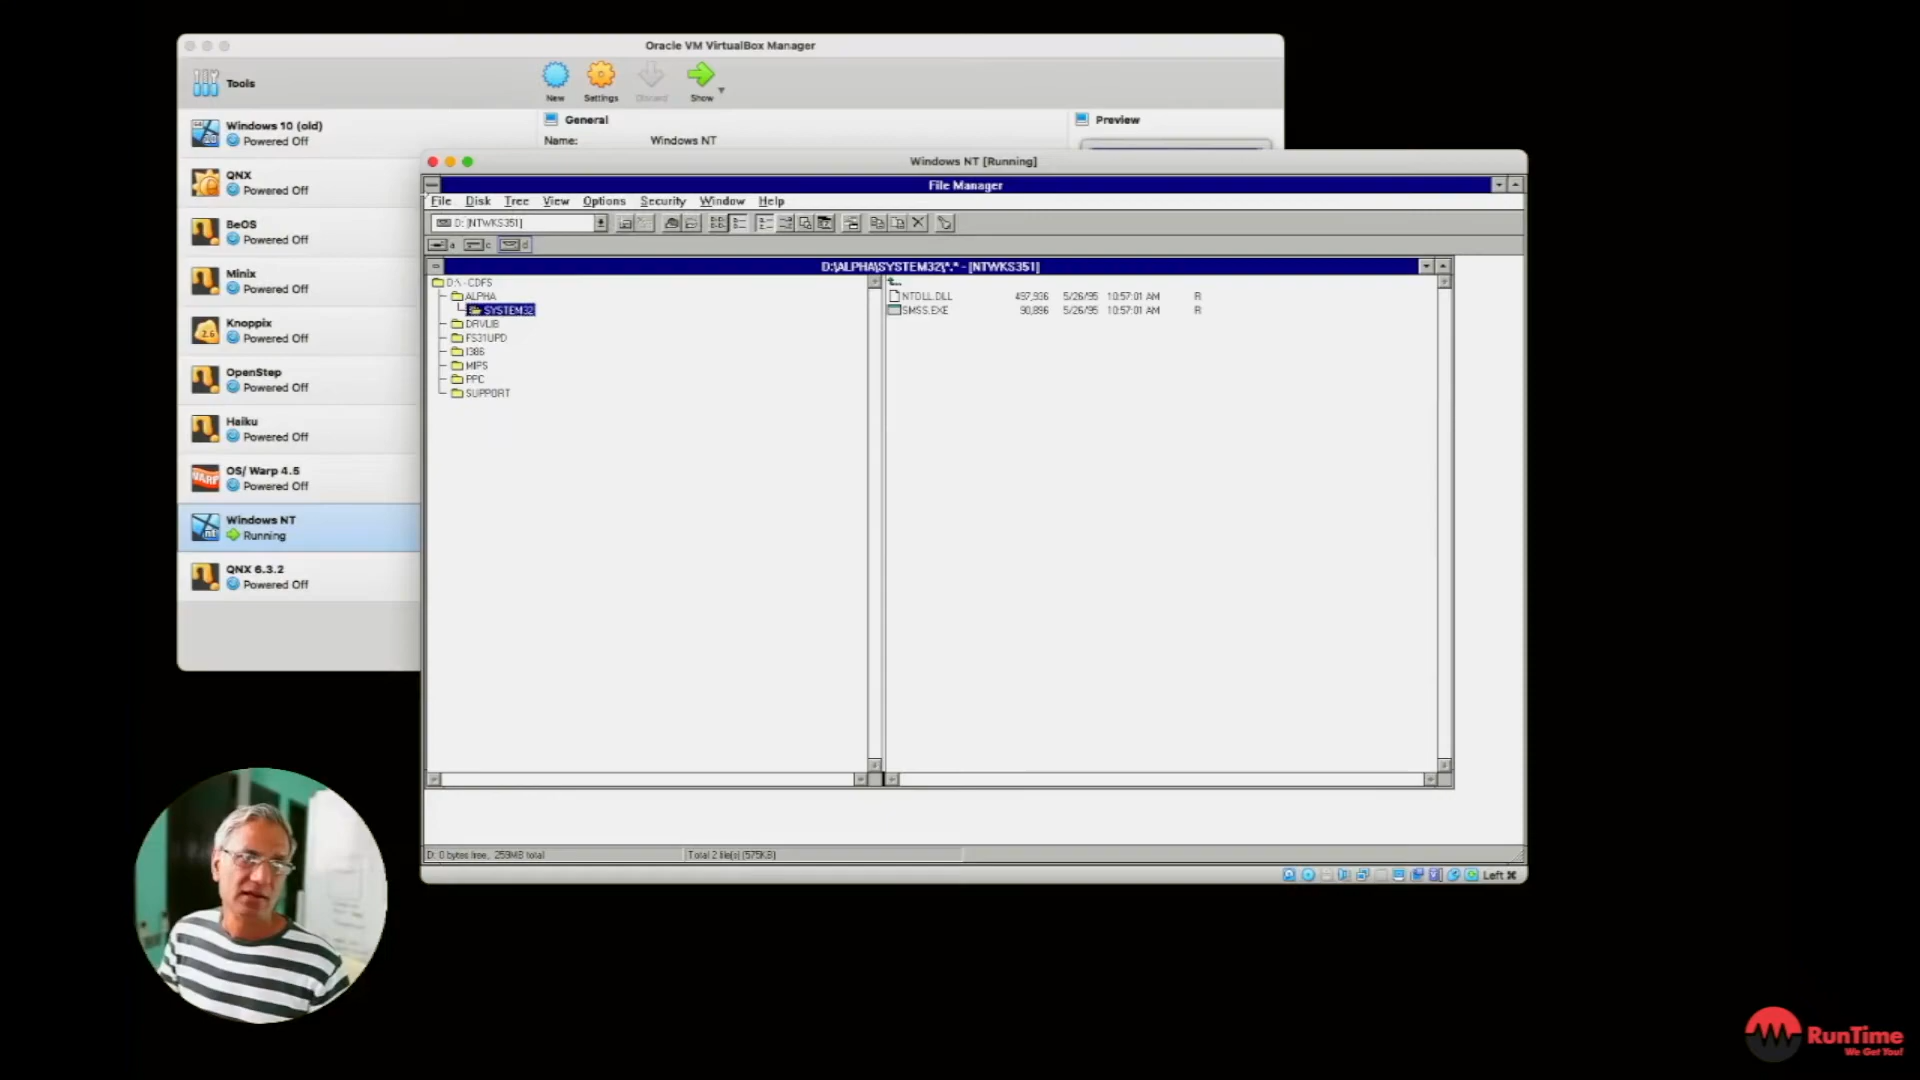 Oracle VM VirtualBox Manager
Tools
New
Settings
Discard
Show
Windows 10 (old)
Powered Off
QNX
Powered Off
BeOS
Powered Off
Minix
Powered Off
Knoppix
Powered Off
OpenStep
Powered Off
Haiku
Powered Off
OS/ Warp 4.5
Powered Off
Windows NT
Running
QNX 6.3.2
Powered Off
General
Name: Windows NT
Preview
Windows NT [Running]
File Manager
File Disk Tree View Options Security Window Help
D: [NTWKS351]
a c d
D:\ALPHA\SYSTEM32\*.* - [NTWKS351]
D:\ - CDFS
ALPHA
SYSTEM32
DRVLIB
FS31UPD
I386
MIPS
PPC
SUPPORT
NTDLL.DLL 497,936 5/26/95 10:57:01 AM R
SMSS.EXE 90,896 5/26/95 10:57:01 AM R
D: 0 bytes free, 259MB total
Total 2 file(s) (575KB)
Left ⌘
RunTime
We Get You!